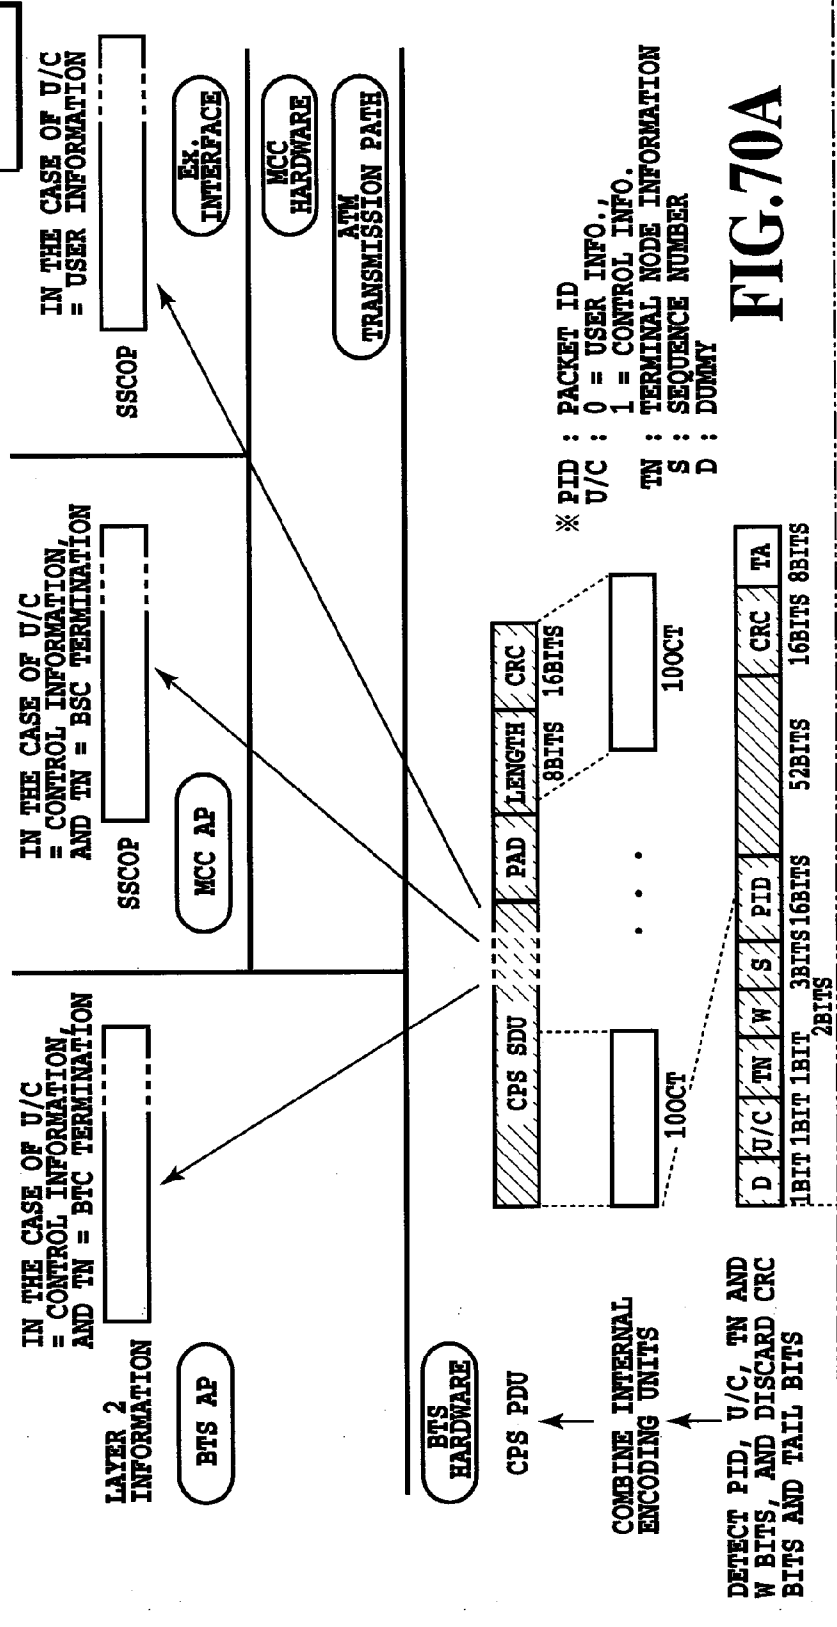 IN THE CASE OF U/C
= CONTROL INFORMATION,
AND TN = BTC TERMINATION
LAYER 2
INFORMATION
BTS AP
IN THE CASE OF U/C
= CONTROL INFORMATION,
AND TN = BSC TERMINATION
SSCOP
MCC AP
IN THE CASE OF U/C
= USER INFORMATION
SSCOP
Ex.
INTERFACE
MCC
HARDWARE
ATM
TRANSMISSION PATH
BTS
HARDWARE
CPS PDU
CPS SDU
PAD
LENGTH
CRC
8BITS
16BITS
COMBINE INTERNAL
ENCODING UNITS
10OCT
• • •
10OCT
DETECT PID, U/C, TN AND
W BITS, AND DISCARD CRC
BITS AND TAIL BITS
D
U/C
TN
W
S
PID
CRC
TA
1BIT
1BIT
1BIT
2BITS
3BITS
16BITS
52BITS
16BITS
8BITS
※ PID : PACKET ID
U/C : 0 = USER INFO.,
1 = CONTROL INFO.
TN : TERMINAL NODE INFORMATION
S : SEQUENCE NUMBER
D : DUMMY
FIG.70A